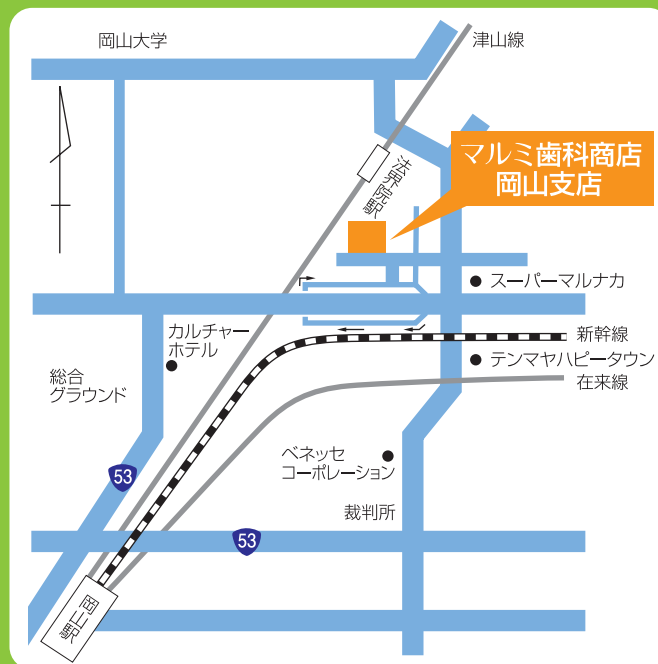 岡山大学
津山線
マルミ歯科商店
岡山支店
法界院駅
スーパーマルナカ
新幹線
カルチャー
ホテル
テンマヤハピータウン
在来線
総合
グラウンド
ベネッセ
コーポレーション
53
裁判所
53
岡山駅